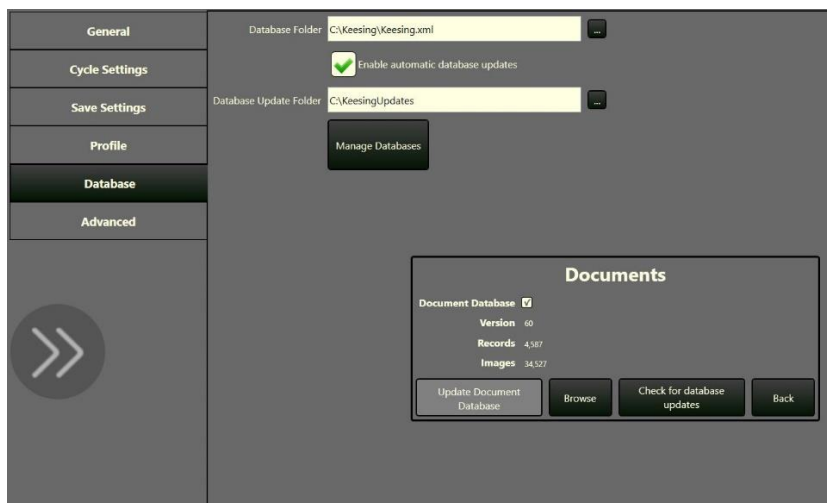 General
Cycle Settings
Save Settings
Profile
Database
Advanced
Database Folder C:\Keesing\Keesing.xml ...
Enable automatic database updates
Database Update Folder C:\KeesingUpdates ...
Manage Databases
Documents
Document Database
Version 60
Records 4,587
Images 34,527
Update Document
Database
Browse
Check for database
updates
Back